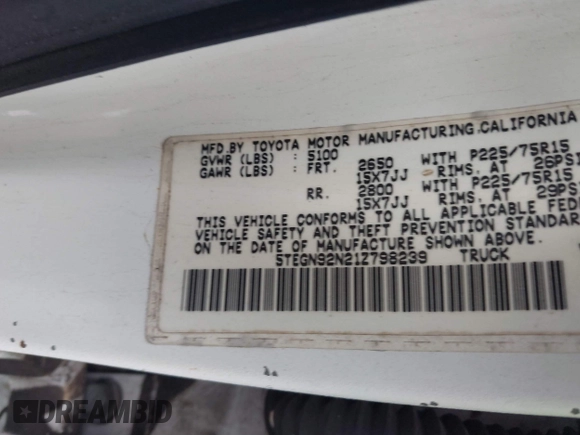 MFD.BY TOYOTA MOTOR MANUFACTURING.CALIFORNIA
GVWR (LBS) : 5100
GAWR (LBS) : FRT. 2650 WITH P225/75R15
15X7JJ RIMS. AT 26PSI
RR. 2800 WITH P225/75R15
15X7JJ RIMS. AT 29PSI
THIS VEHICLE CONFORMS TO ALL APPLICABLE FEDE
VEHICLE SAFETY AND THEFT PREVENTION STANDAR
ON THE DATE OF MANUFACTURE SHOWN ABOVE.
5TEGN92N21Z798239 TRUCK
DREAMBID